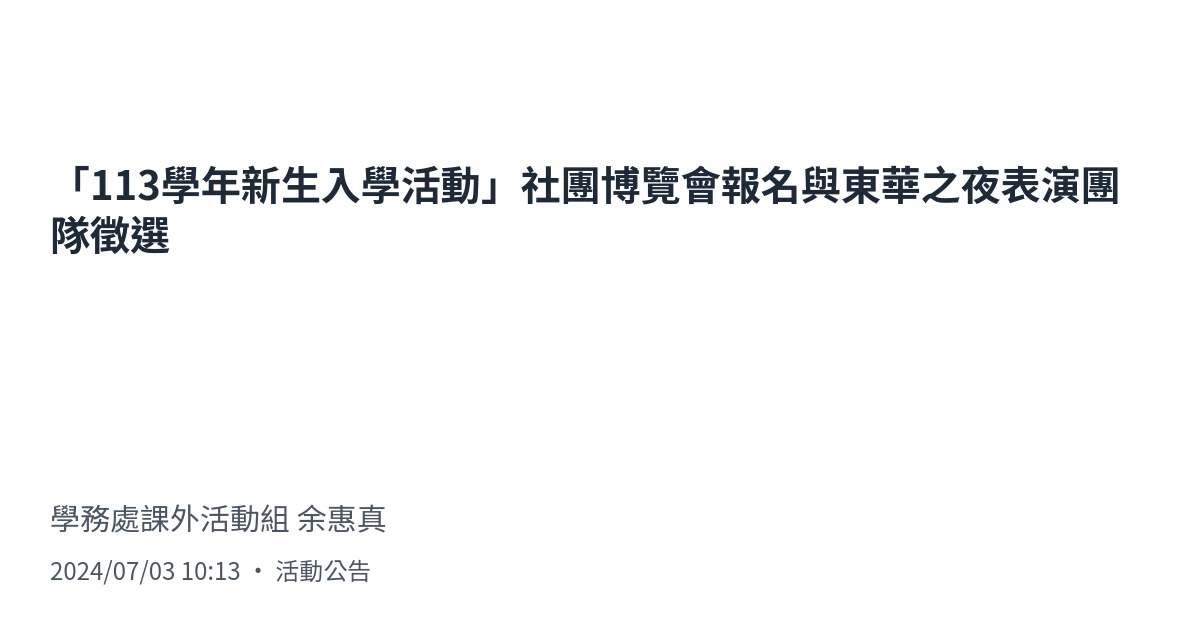 「113學年新生入學活動」社團博覽會報名與東華之夜表演團
隊徵選
學務處課外活動組 余惠真
2024/07/03 10:13 · 活動公告